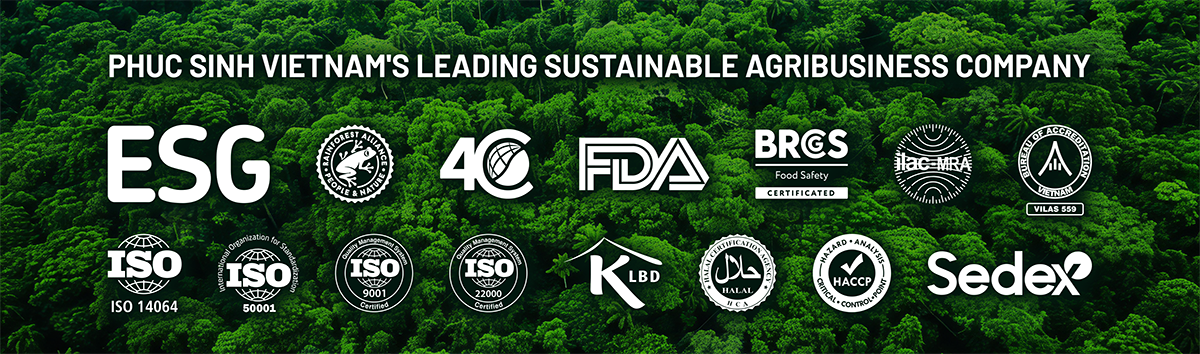 PHUC SINH VIETNAM'S LEADING SUSTAINABLE AGRIBUSINESS COMPANY
ESG
RAINFOREST ALLIANCE
PEOPLE & NATURE
4C
FDA
BRCGS
Food Safety
CERTIFICATED
ilac-MRA
BUREAU OF ACCREDITATION
VIETNAM
VILAS 559
ISO
ISO 14064
International Organization for Standardization
ISO
50001
Quality Management System
ISO
9001
Certified
Quality Management System
ISO
22000
Certified
K LBD
HALAL CERTIFICATION AGENCY
حلال
HALAL
HCA
HAZARD • ANALYSIS
HACCP
CRITICAL • CONTROL • POINT
Sedex